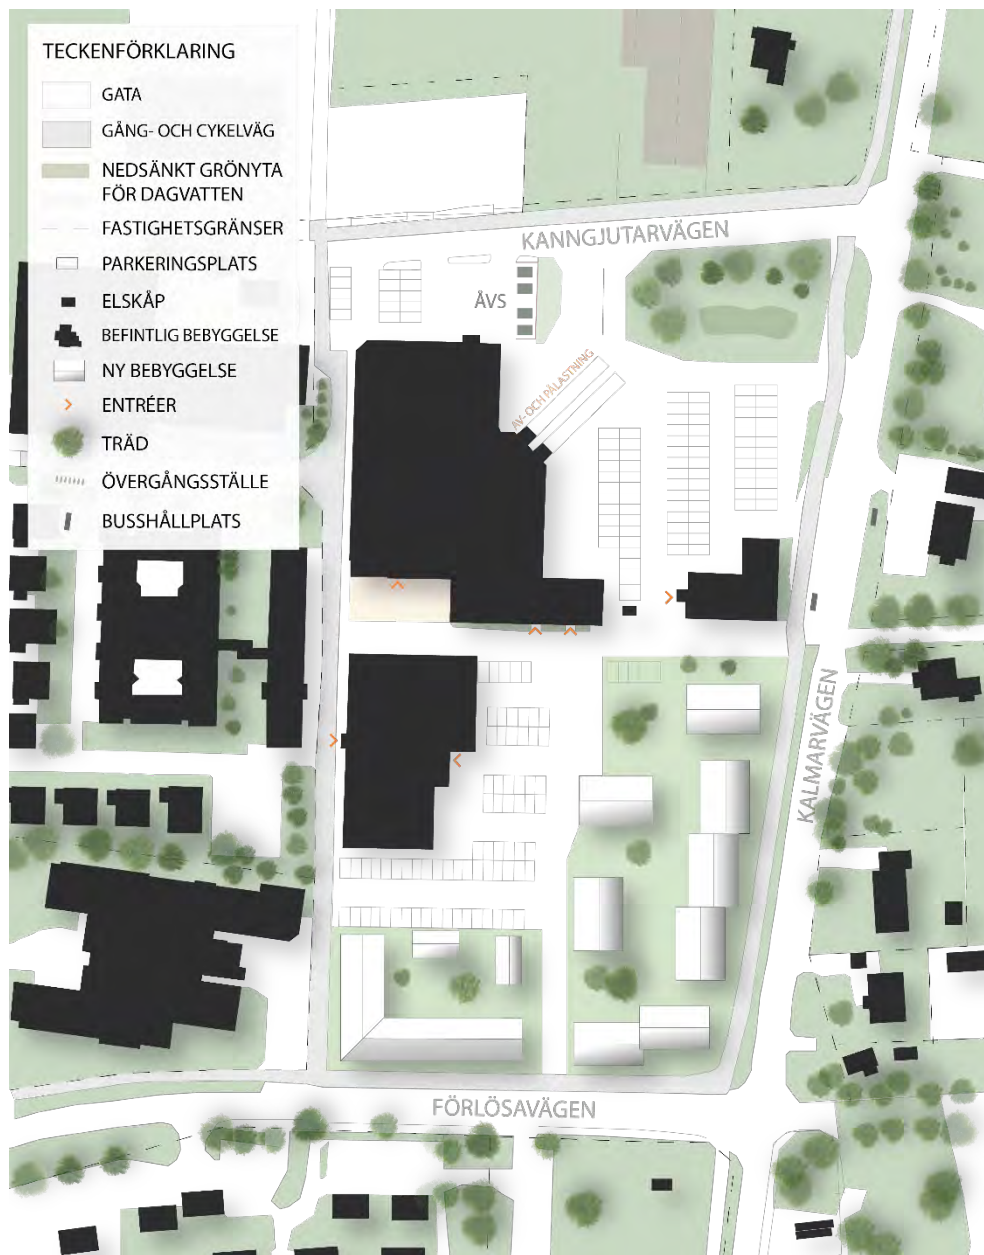 TECKENFÖRKLARING
GATA
GÅNG- OCH CYKELVÄG
NEDSÄNKT GRÖNYTA
FÖR DAGVATTEN
FASTIGHETSGRÄNSER
PARKERINGSPLATS
ELSKÅP
BEFINTLIG BEBYGGELSE
NY BEBYGGELSE
ENTRÉER
TRÄD
ÖVERGÅNGSSTÄLLE
BUSSHÅLLPLATS
KANNGJUTARVÄGEN
ÅVS
AV- OCH PÅLASTNING
KALMARVÄGEN
FÖRLÖSAVÄGEN